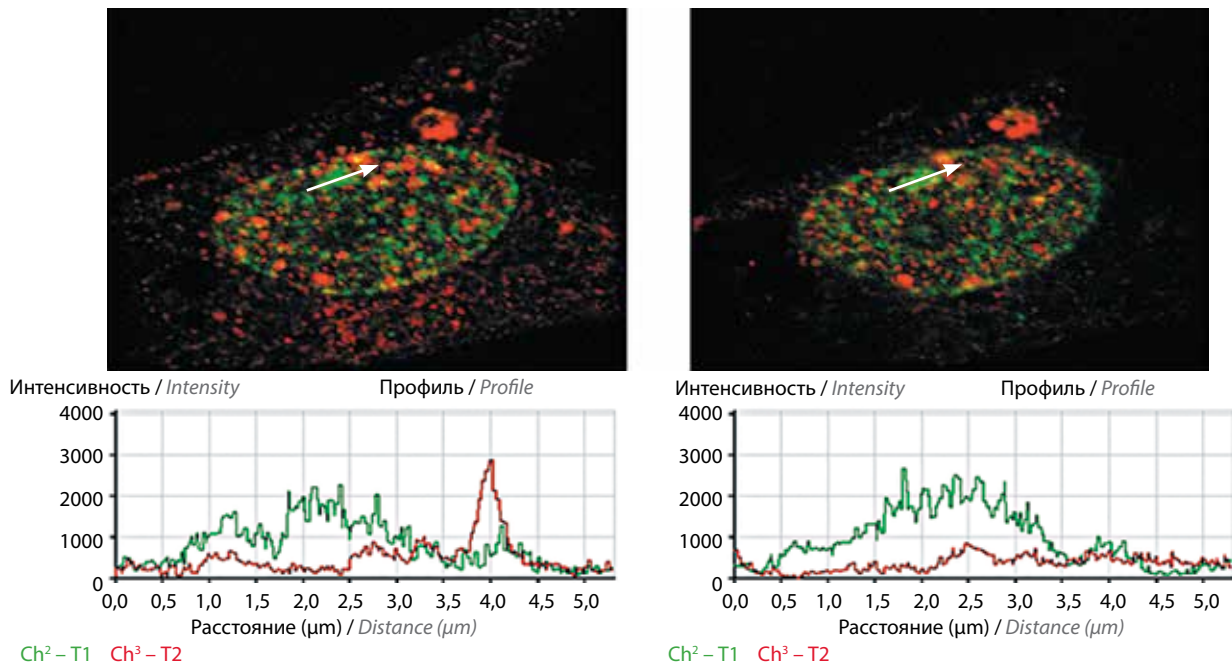 Интенсивность / Intensity Профиль / Profile
4000
3000
2000
1000
0
0,0 0,5 1,0 1,5 2,0 2,5 3,0 3,5 4,0 4,5 5,0
Расстояние (µm) / Distance (µm)
Ch² – T1 Ch³ – T2
Интенсивность / Intensity Профиль / Profile
4000
3000
2000
1000
0
0,0 0,5 1,0 1,5 2,0 2,5 3,0 3,5 4,0 4,5 5,0
Расстояние (µm) / Distance (µm)
Ch² – T1 Ch³ – T2